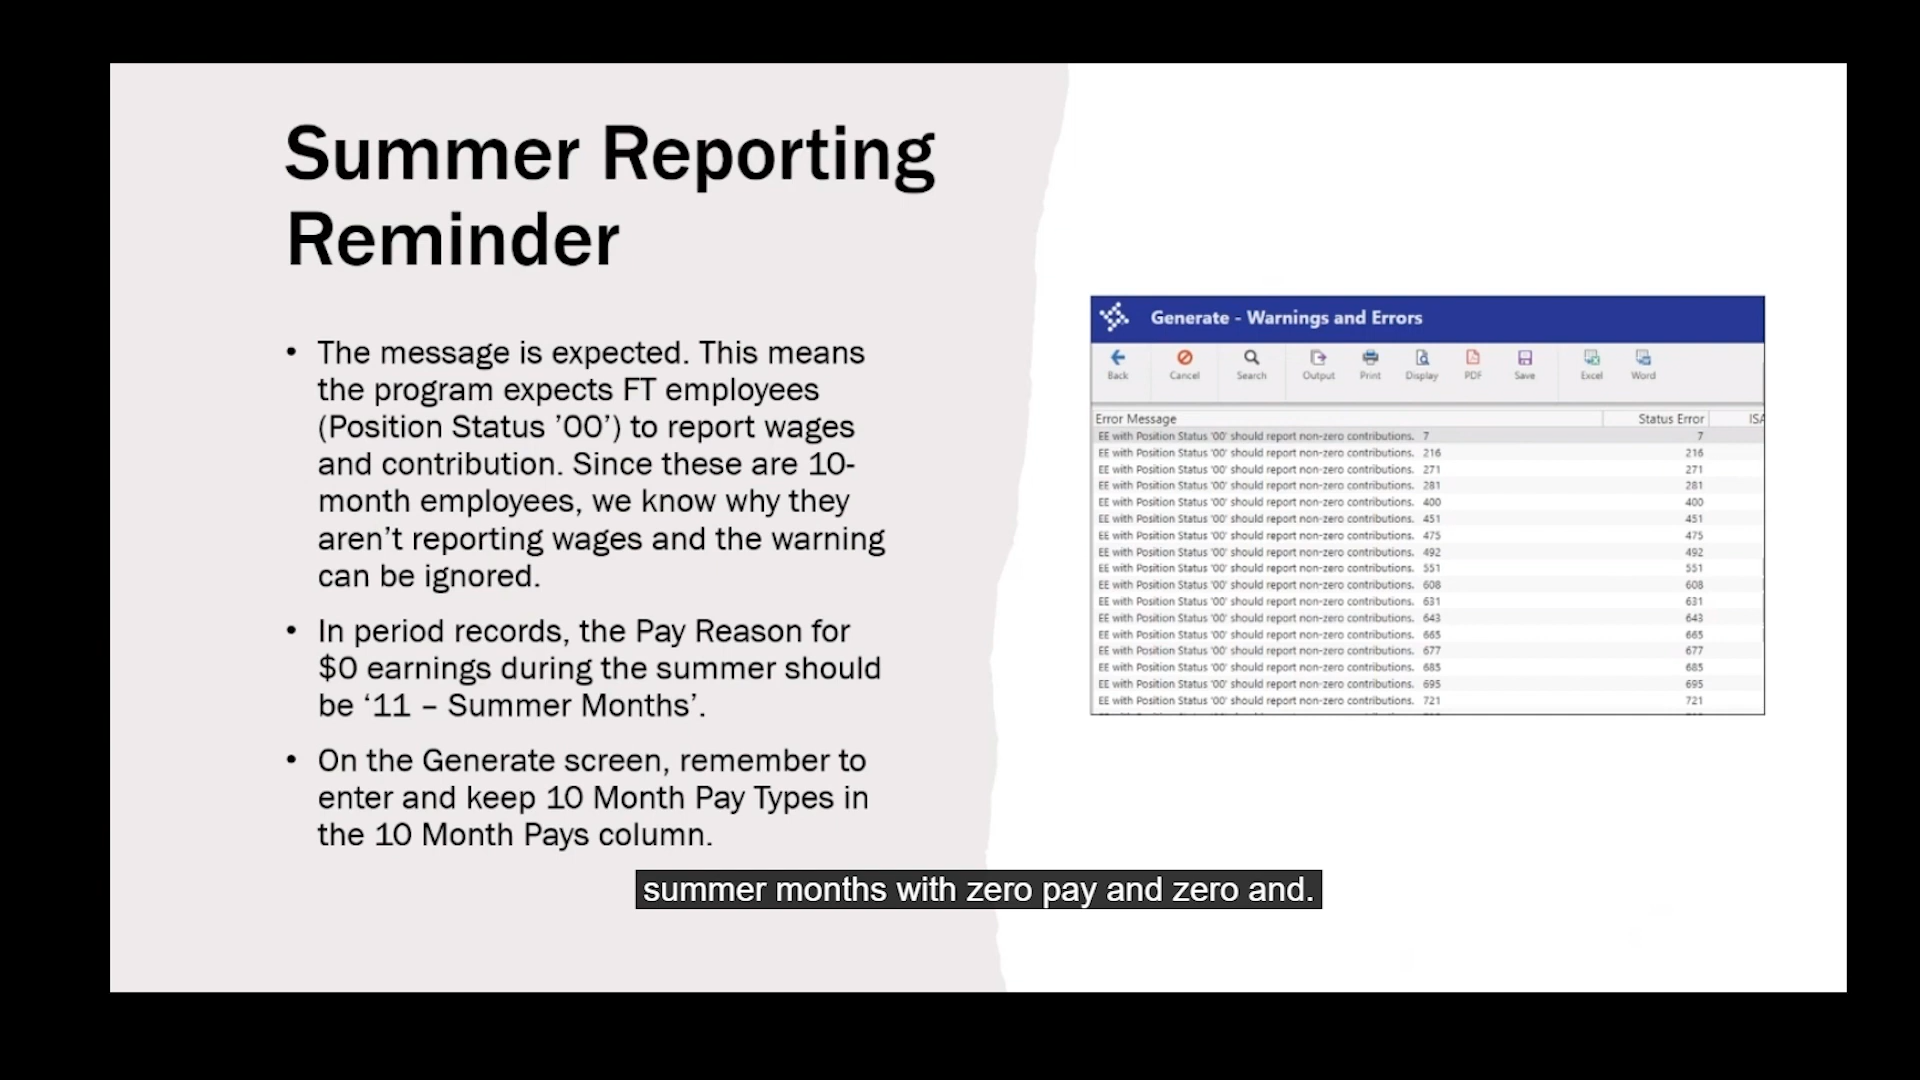 Summer Reporting
Reminder
• The message is expected. This means
the program expects FT employees
(Position Status ’00’) to report wages
and contribution. Since these are 10-
month employees, we know why they
aren’t reporting wages and the warning
can be ignored.
• In period records, the Pay Reason for
$0 earnings during the summer should
be ‘11 – Summer Months’.
• On the Generate screen, remember to
enter and keep 10 Month Pay Types in
the 10 Month Pays column.
Generate - Warnings and Errors
Back Cancel Search Output Print Display PDF Save Excel Word
Error Message Status Error ISA
EE with Position Status '00' should report non-zero contributions. 7 7
EE with Position Status '00' should report non-zero contributions. 216 216
EE with Position Status '00' should report non-zero contributions. 271 271
EE with Position Status '00' should report non-zero contributions. 281 281
EE with Position Status '00' should report non-zero contributions. 400 400
EE with Position Status '00' should report non-zero contributions. 451 451
EE with Position Status '00' should report non-zero contributions. 475 475
EE with Position Status '00' should report non-zero contributions. 492 492
EE with Position Status '00' should report non-zero contributions. 551 551
EE with Position Status '00' should report non-zero contributions. 608 608
EE with Position Status '00' should report non-zero contributions. 631 631
EE with Position Status '00' should report non-zero contributions. 643 643
EE with Position Status '00' should report non-zero contributions. 665 665
EE with Position Status '00' should report non-zero contributions. 677 677
EE with Position Status '00' should report non-zero contributions. 685 685
EE with Position Status '00' should report non-zero contributions. 695 695
EE with Position Status '00' should report non-zero contributions. 721 721
summer months with zero pay and zero and.